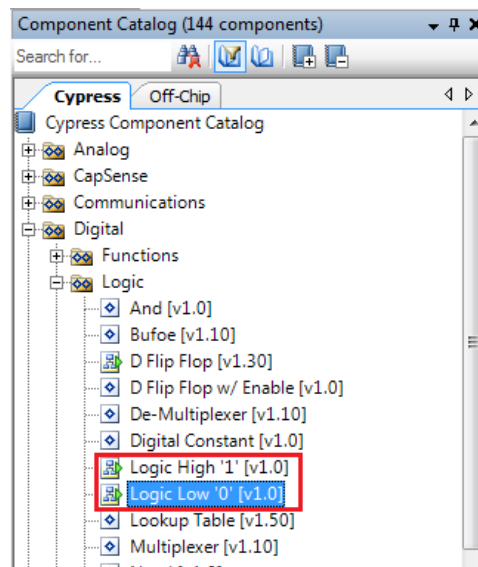 Component Catalog (144 components)
Search for...
Cypress Off-Chip
Cypress Component Catalog
Analog
CapSense
Communications
Digital
Functions
Logic
And [v1.0]
Bufoe [v1.10]
D Flip Flop [v1.30]
D Flip Flop w/ Enable [v1.0]
De-Multiplexer [v1.10]
Digital Constant [v1.0]
Logic High '1' [v1.0]
Logic Low '0' [v1.0]
Lookup Table [v1.50]
Multiplexer [v1.10]